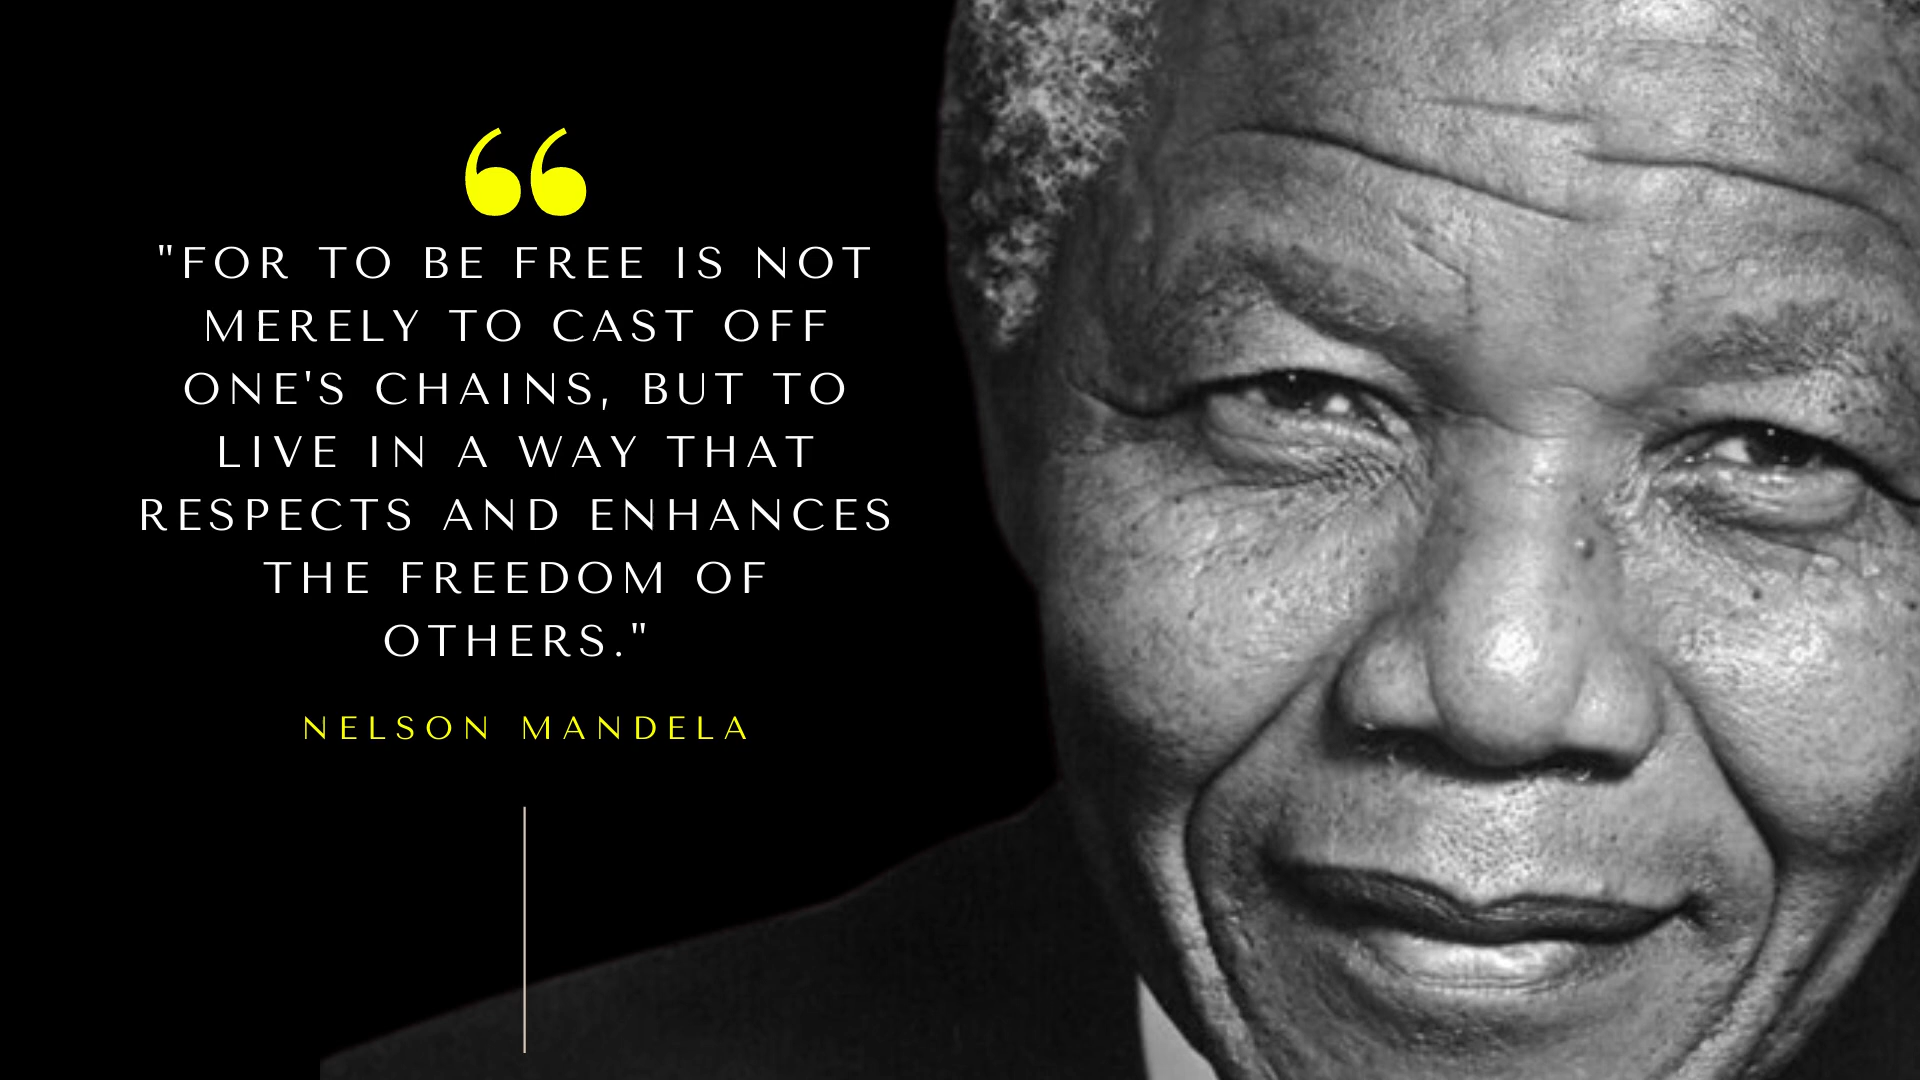 "FOR TO BE FREE IS NOT
MERELY TO CAST OFF
ONE'S CHAINS, BUT TO
LIVE IN A WAY THAT
RESPECTS AND ENHANCES
THE FREEDOM OF
OTHERS."
NELSON MANDELA